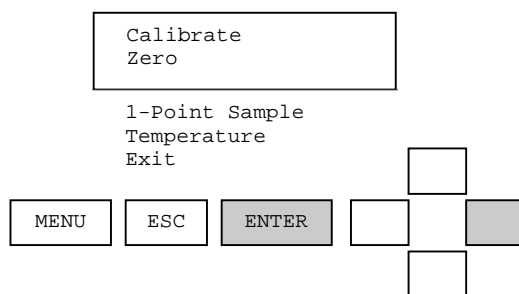 Calibrate
Zero
1-Point Sample
Temperature
Exit
MENU ESC ENTER